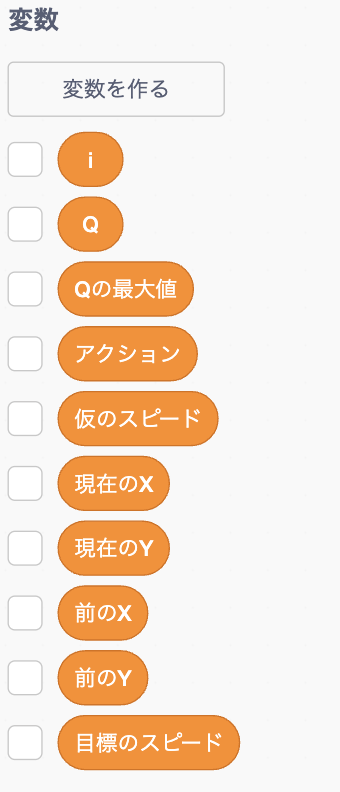 変数
変数を作る
i
Q
Qの最大値
アクション
仮のスピード
現在のX
現在のY
前のX
前のY
目標のスピード